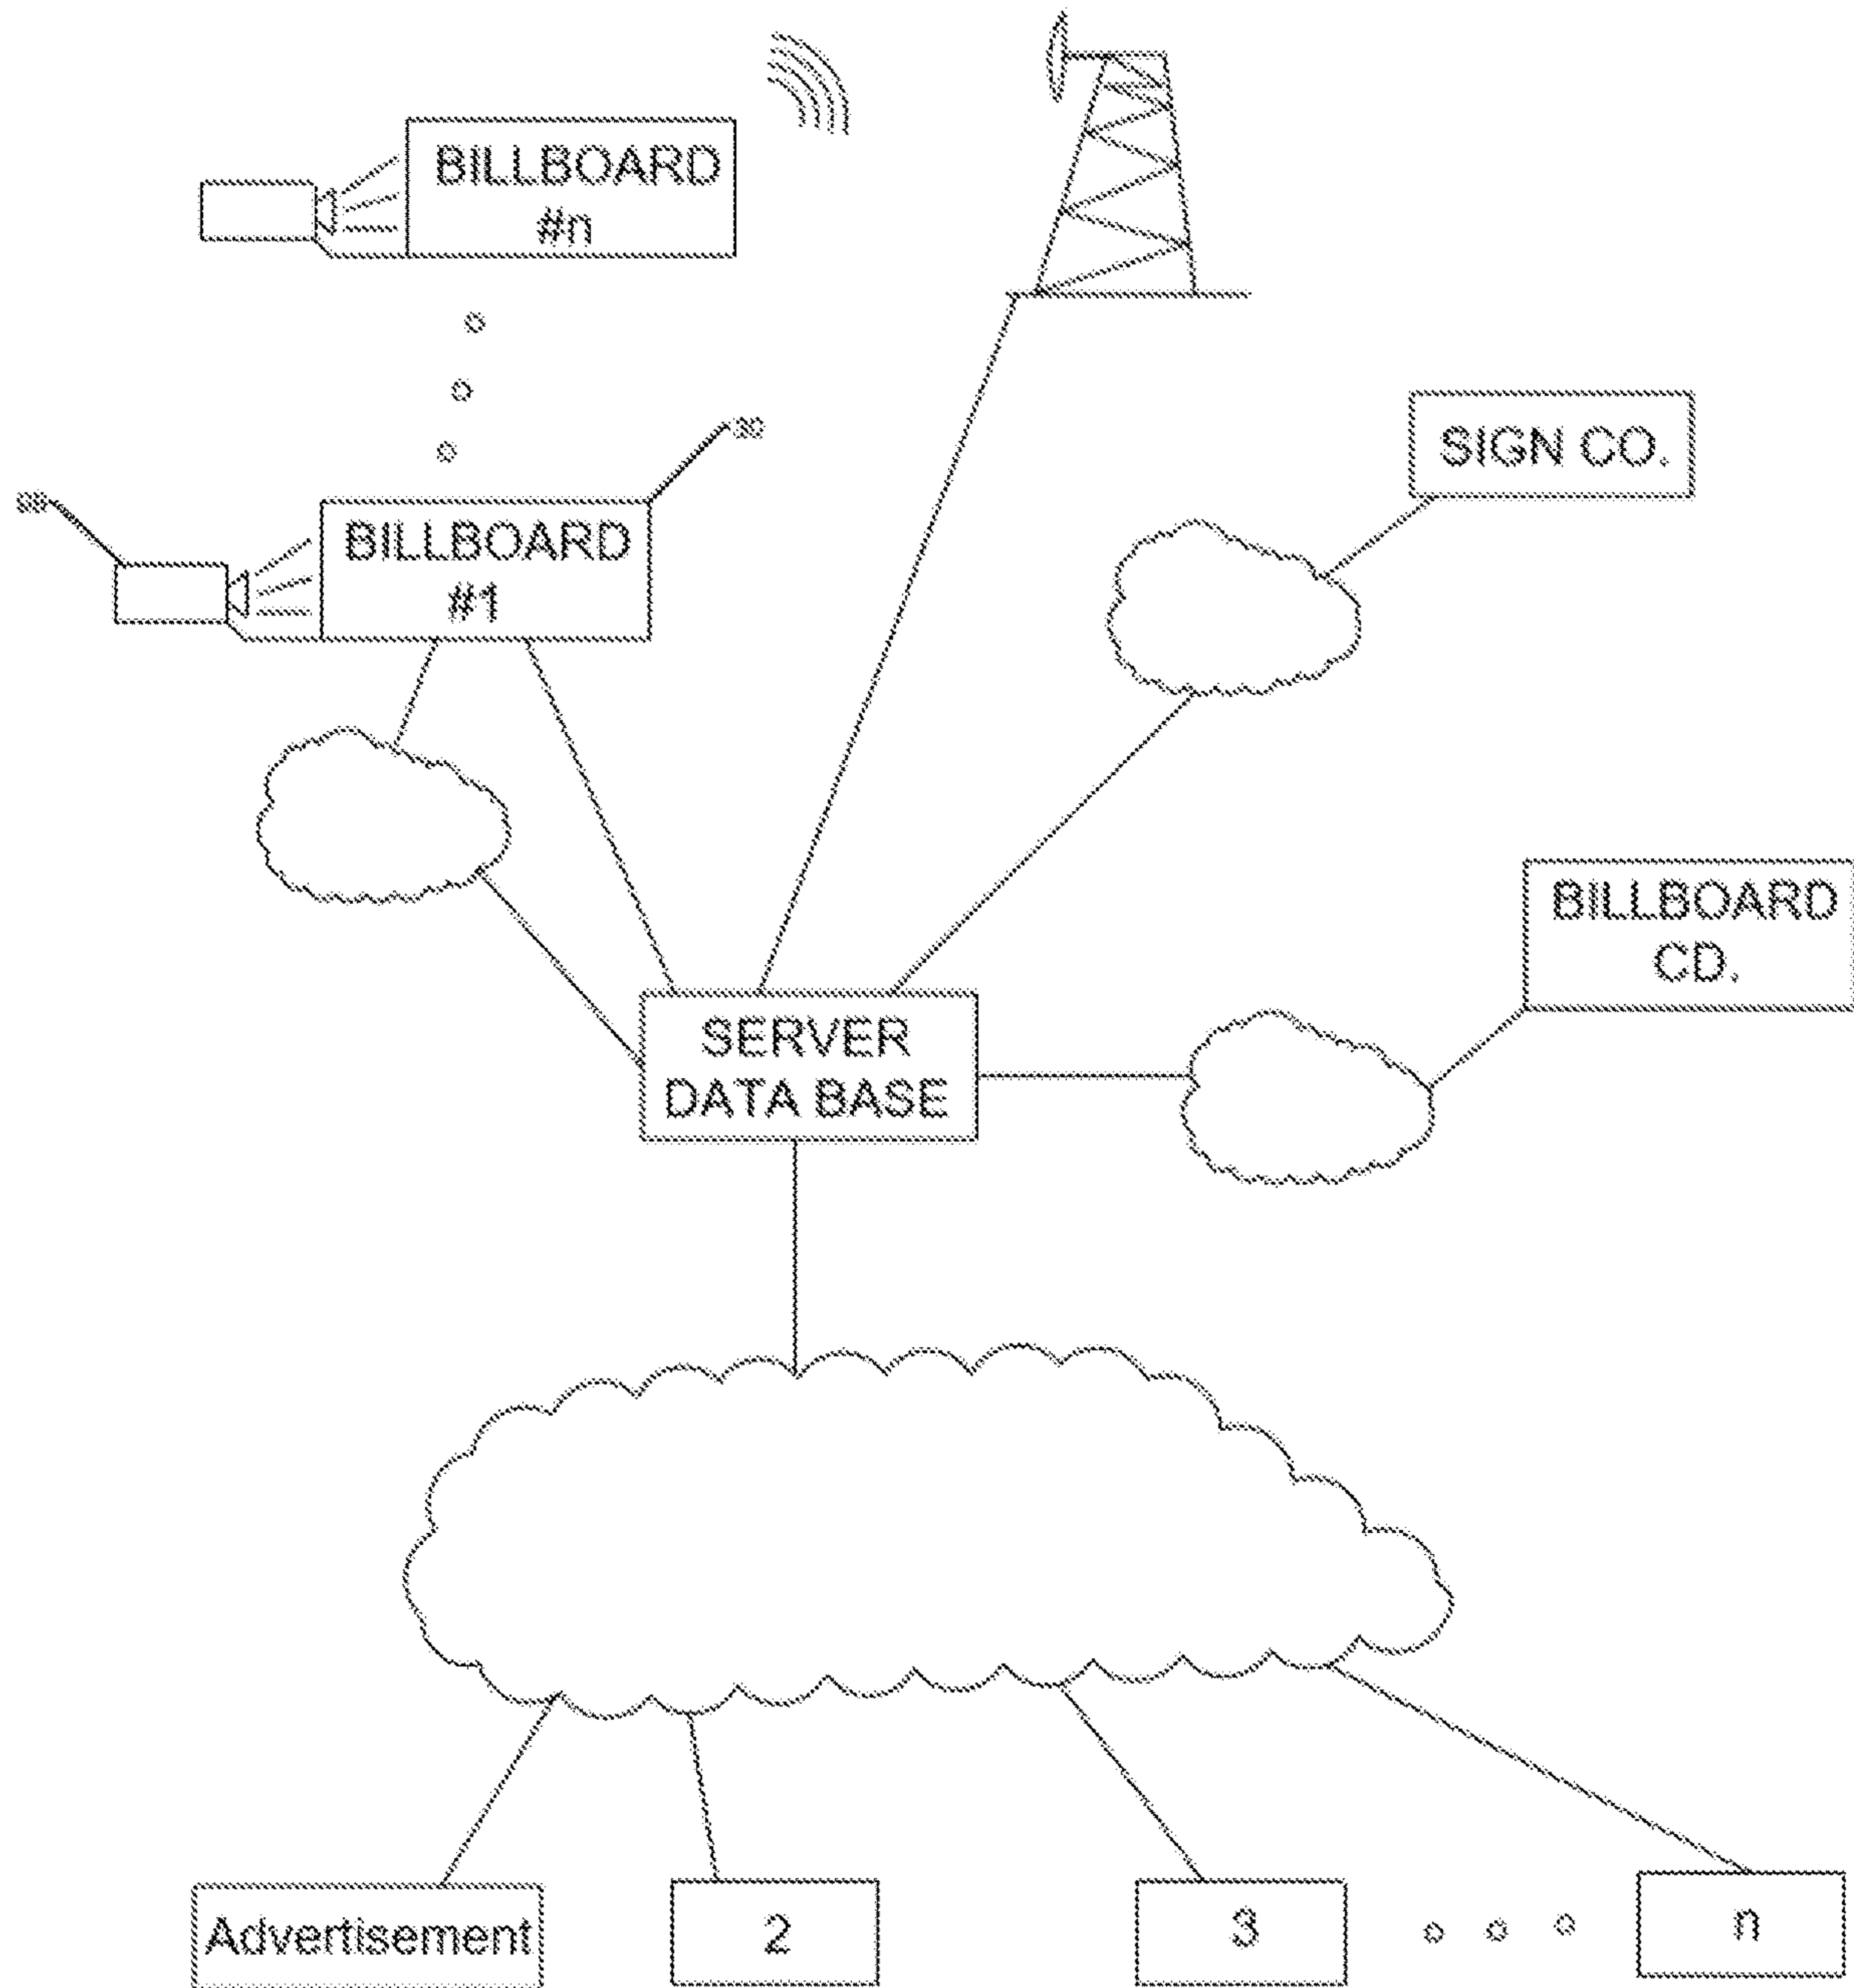 BILLBOARD
#n
SIGN CO.
BILLBOARD
#1
BILLBOARD
CD.
SERVER
DATA BASE
Advertisement
2
3
n